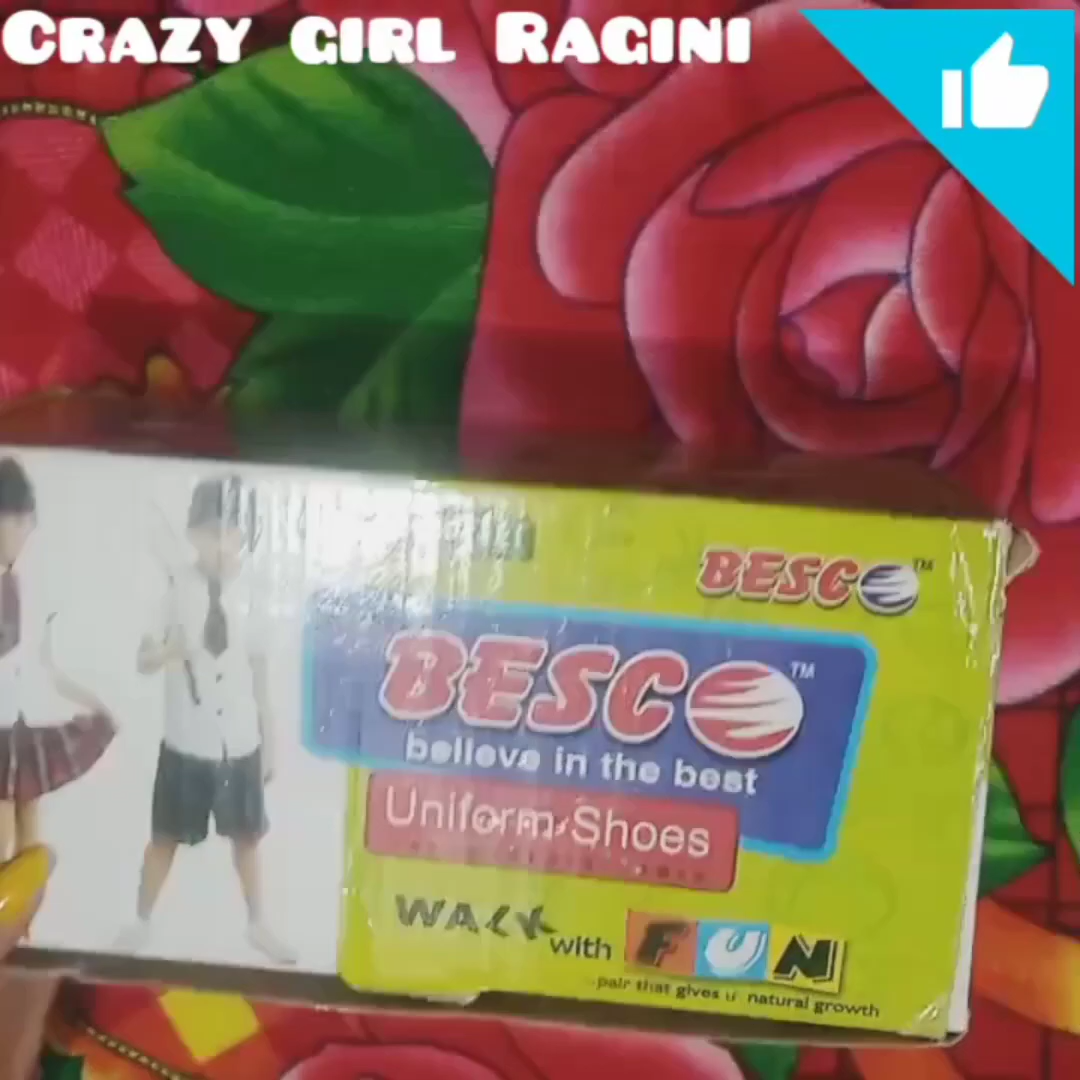 CRAZY GIRL RAGINI
BESCO™
BESCO™
believe in the best
Uniform Shoes
WALK with FUN
..pair that gives u natural growth